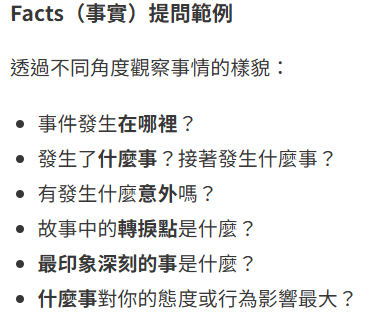 Facts（事實）提問範例
透過不同角度觀察事情的樣貌：
• 事件發生在哪裡？
• 發生了什麼事？接著發生什麼事？
• 有發生什麼意外嗎？
• 故事中的轉捩點是什麼？
• 最印象深刻的事是什麼？
• 什麼事對你的態度或行為影響最大？